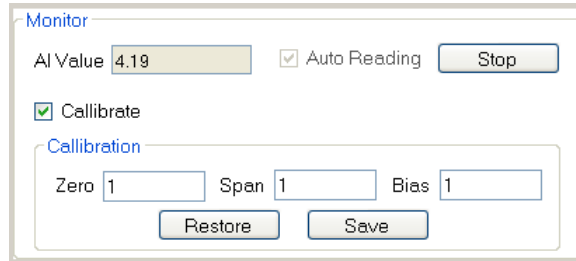 Monitor
AI Value 4.19 Auto Reading Stop
Callibrate
Callibration
Zero 1 Span 1 Bias 1
Restore Save